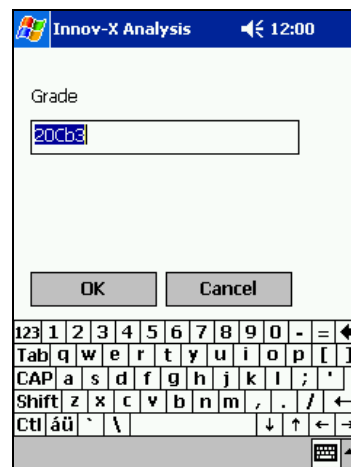 Innov-X Analysis 12:00
Grade
20Cb3
OK Cancel
123 1 2 3 4 5 6 7 8 9 0 - =
Tab q w e r t y u i o p [ ]
CAP a s d f g h j k l ; '
Shift z x c v b n m , . /
Ctl áü ` \